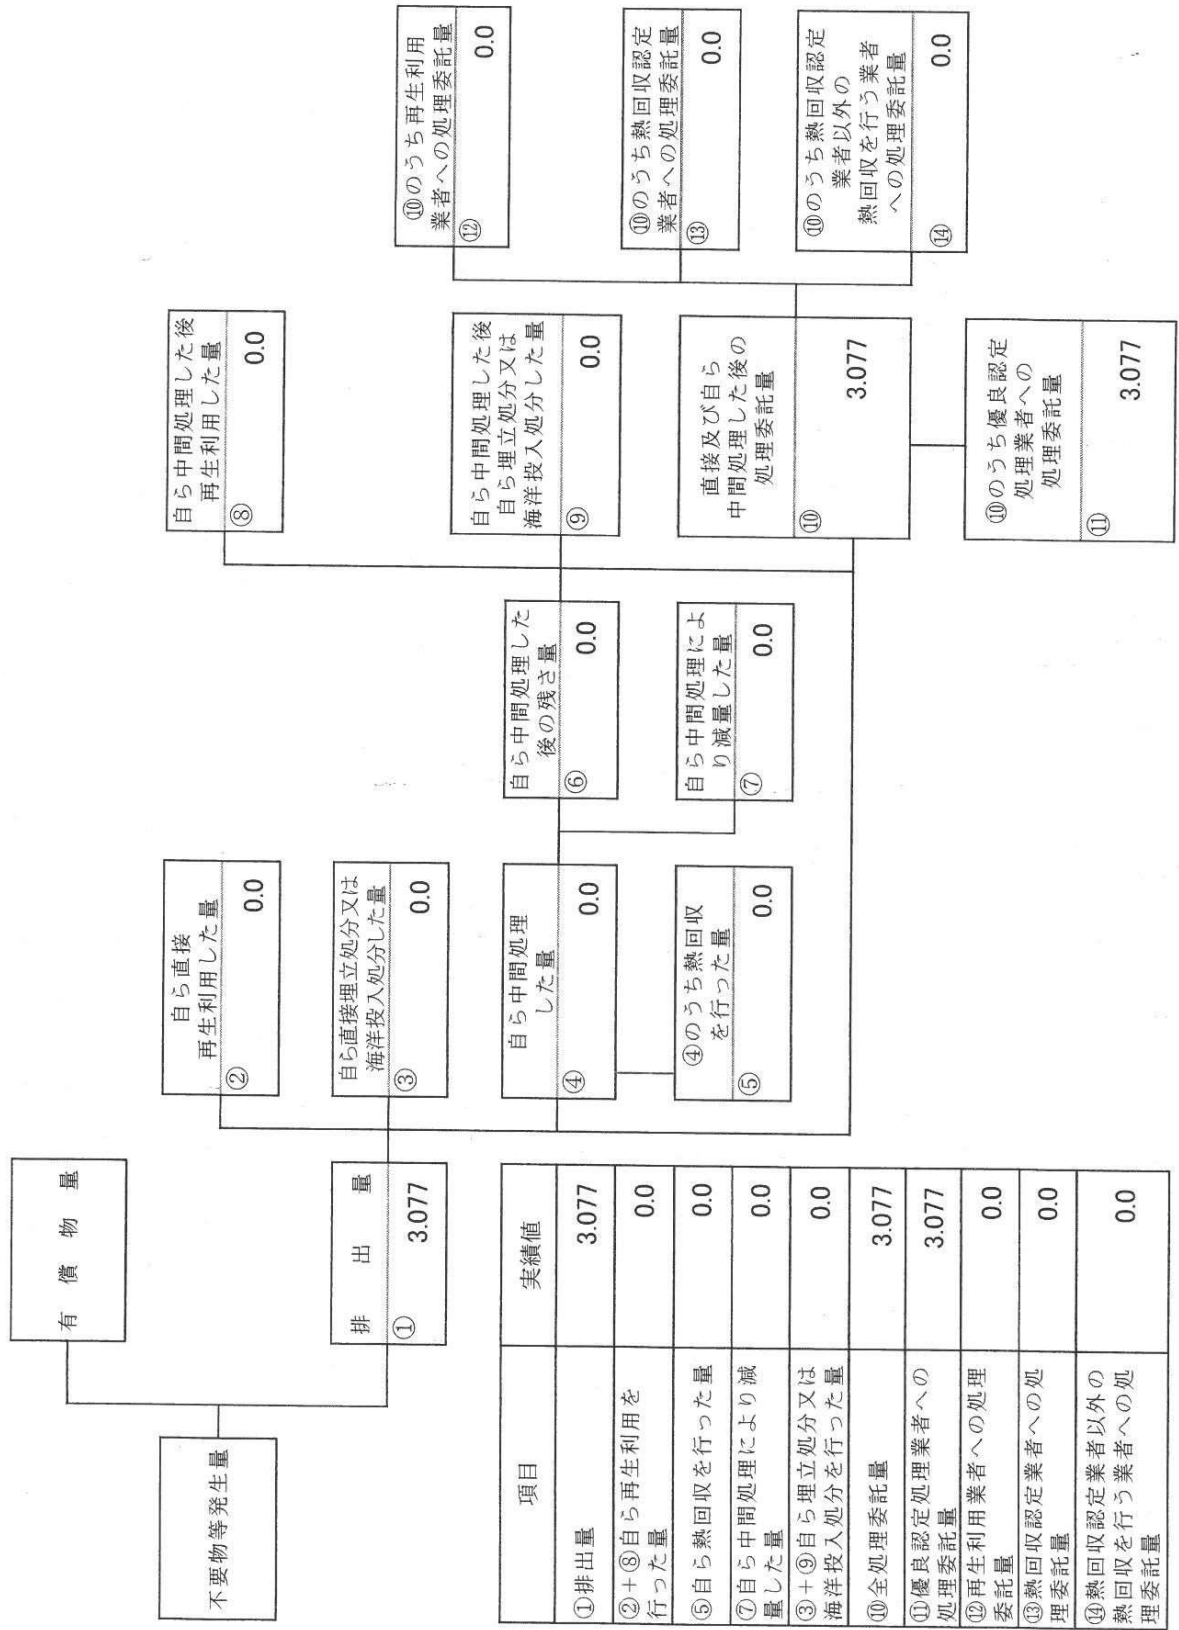 有償物量
不要物等発生量
排出量
①
3.077
自ら直接
再生利用した量
②
0.0
自ら直接埋立処分又は
海洋投入処分した量
③
0.0
自ら中間処理
した量
④
0.0
④のうち熱回収
を行った量
⑤
0.0
自ら中間処理した
後の残さ量
⑥
0.0
自ら中間処理によ
り減量した量
⑦
0.0
自ら中間処理した後
再生利用した量
⑧
0.0
自ら中間処理した後
自ら埋立処分又は
海洋投入処分した量
⑨
0.0
直接及び自ら
中間処理した後の
処理委託量
⑩
3.077
⑩のうち優良認定
処理業者への
処理委託量
⑪
3.077
⑩のうち再生利用
業者への処理委託量
⑫
0.0
⑩のうち熱回収認定
業者への処理委託量
⑬
0.0
⑩のうち熱回収認定
業者以外の
熱回収を行う業者
への処理委託量
⑭
0.0
項目
実績値
①排出量
3.077
②+⑧自ら再生利用を
行った量
0.0
⑤自ら熱回収を行った量
0.0
⑦自ら中間処理により減
量した量
0.0
③+⑨自ら埋立処分又は
海洋投入処分を行った量
0.0
⑩全処理委託量
3.077
⑪優良認定処理業者への
処理委託量
3.077
⑫再生利用業者への処理
委託量
0.0
⑬熱回収認定業者への処
理委託量
0.0
⑭熱回収認定業者以外の
熱回収を行う業者への処
理委託量
0.0